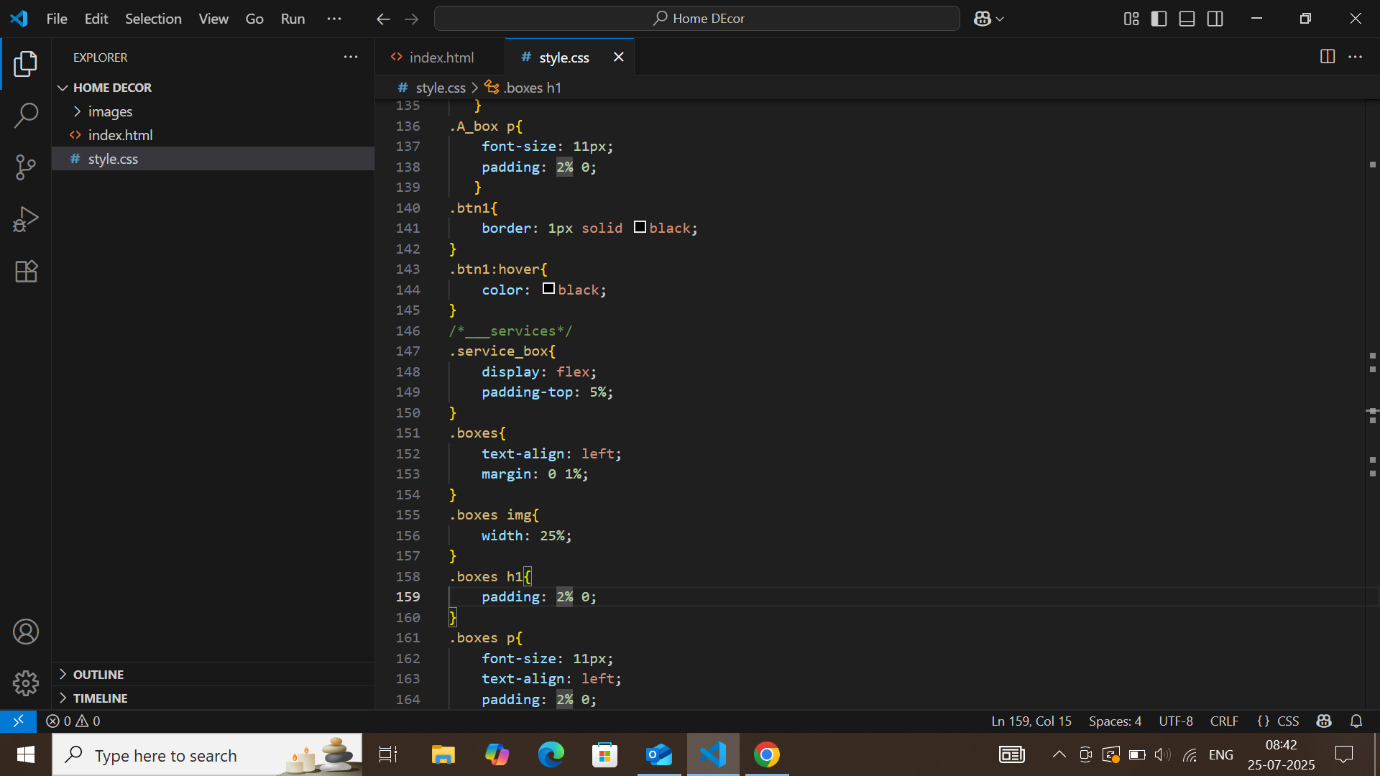 File Edit Selection View Go Run ···
Home DEcor
EXPLORER ···
HOME DECOR
images
index.html
style.css
OUTLINE
TIMELINE
index.html
# style.css
# style.css > .boxes h1
135 }
136 .A_box p{
137 font-size: 11px;
138 padding: 2% 0;
139 }
140 .btn1{
141 border: 1px solid black;
142 }
143 .btn1:hover{
144 color: black;
145 }
146 /*___services*/
147 .service_box{
148 display: flex;
149 padding-top: 5%;
150 }
151 .boxes{
152 text-align: left;
153 margin: 0 1%;
154 }
155 .boxes img{
156 width: 25%;
157 }
158 .boxes h1{
159 padding: 2% 0;
160 }
161 .boxes p{
162 font-size: 11px;
163 text-align: left;
164 padding: 2% 0;
0 0 Ln 159, Col 15 Spaces: 4 UTF-8 CRLF {} CSS
Type here to search
ENG
08:42
25-07-2025